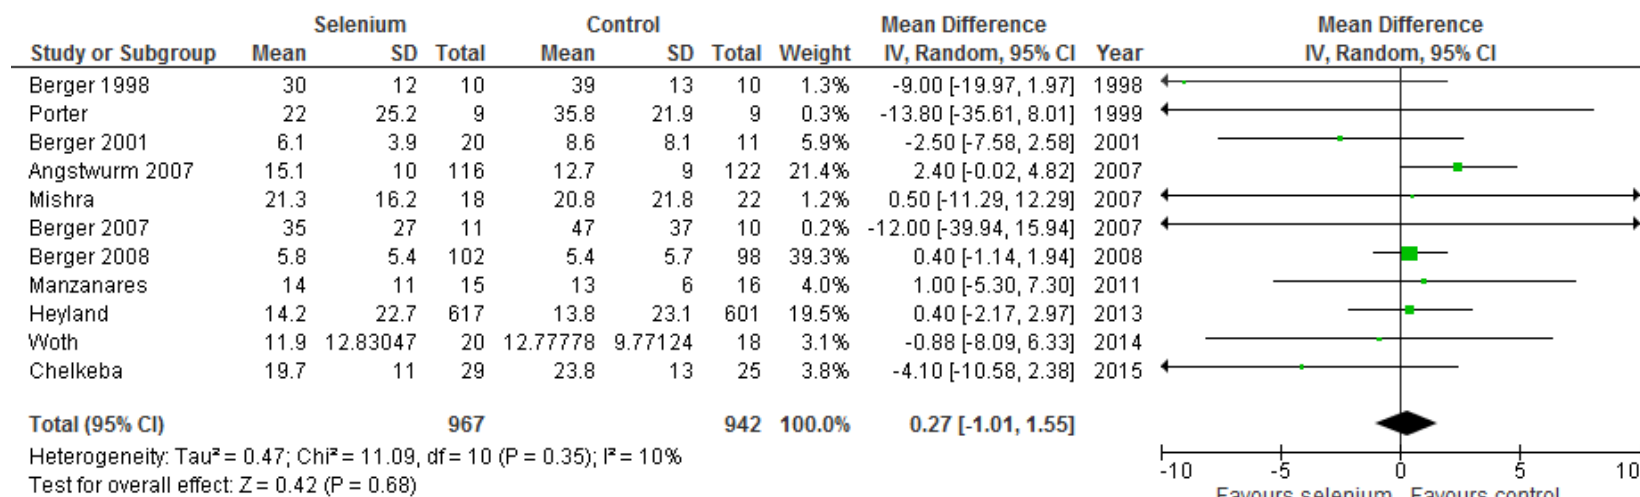 Selenium Control Mean Difference Mean Difference
Study or Subgroup Mean SD Total Mean SD Total Weight IV, Random, 95% CI Year IV, Random, 95% CI
Berger 1998 30 12 10 39 13 10 1.3% -9.00 [-19.97, 1.97] 1998
Porter 22 25.2 9 35.8 21.9 9 0.3% -13.80 [-35.61, 8.01] 1999
Berger 2001 6.1 3.9 20 8.6 8.1 11 5.9% -2.50 [-7.58, 2.58] 2001
Angstwurm 2007 15.1 10 116 12.7 9 122 21.4% 2.40 [-0.02, 4.82] 2007
Mishra 21.3 16.2 18 20.8 21.8 22 1.2% 0.50 [-11.29, 12.29] 2007
Berger 2007 35 27 11 47 37 10 0.2% -12.00 [-39.94, 15.94] 2007
Berger 2008 5.8 5.4 102 5.4 5.7 98 39.3% 0.40 [-1.14, 1.94] 2008
Manzanares 14 11 15 13 6 16 4.0% 1.00 [-5.30, 7.30] 2011
Heyland 14.2 22.7 617 13.8 23.1 601 19.5% 0.40 [-2.17, 2.97] 2013
Woth 11.9 12.83047 20 12.77778 9.77124 18 3.1% -0.88 [-8.09, 6.33] 2014
Chelkeba 19.7 11 29 23.8 13 25 3.8% -4.10 [-10.58, 2.38] 2015
Total (95% CI) 967 942 100.0% 0.27 [-1.01, 1.55]
Heterogeneity: Tau² = 0.47; Chi² = 11.09, df = 10 (P = 0.35); I² = 10%
Test for overall effect: Z = 0.42 (P = 0.68)
-10 -5 0 5 10
Favours selenium Favours control